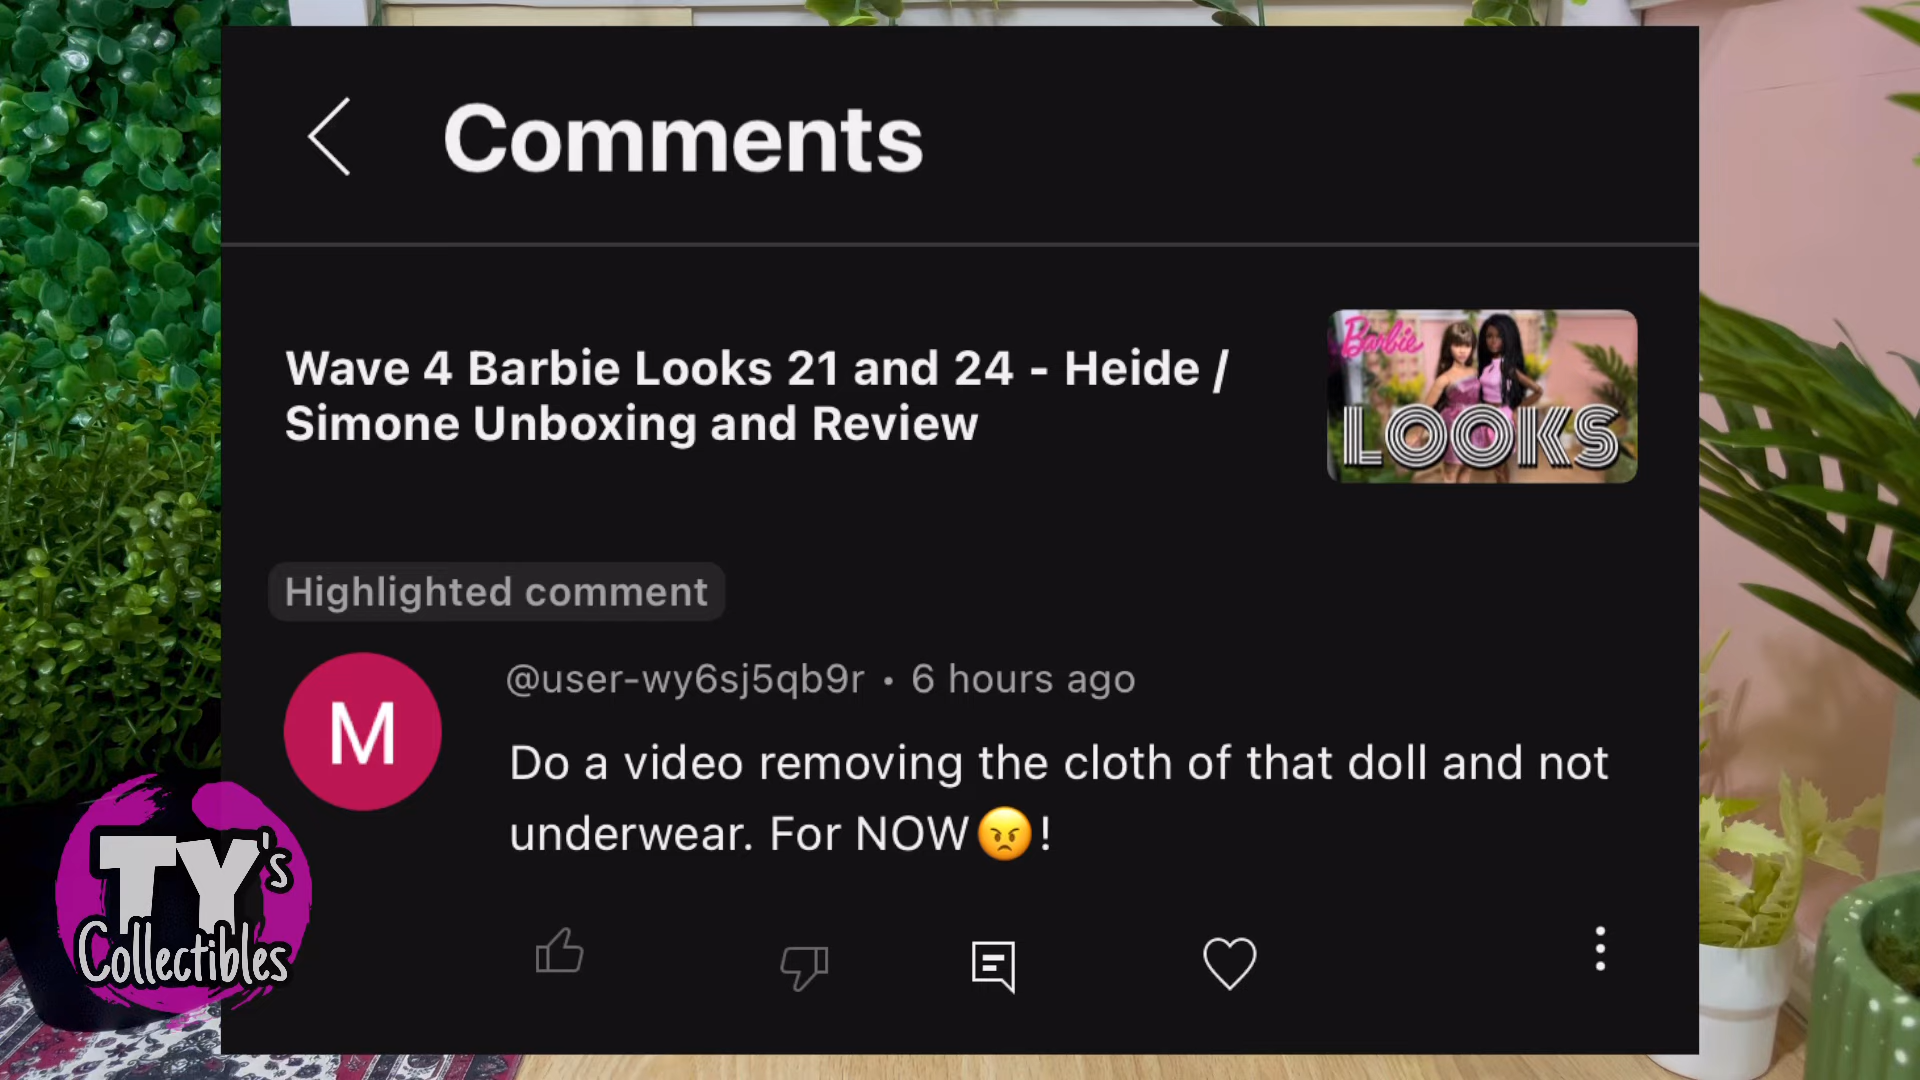 Comments
Wave 4 Barbie Looks 21 and 24 - Heide /
Simone Unboxing and Review
Barbie
LOOKS
Highlighted comment
M
@user-wy6sj5qb9r • 6 hours ago
Do a video removing the cloth of that doll and not
underwear. For NOW😠!
TY's
Collectibles